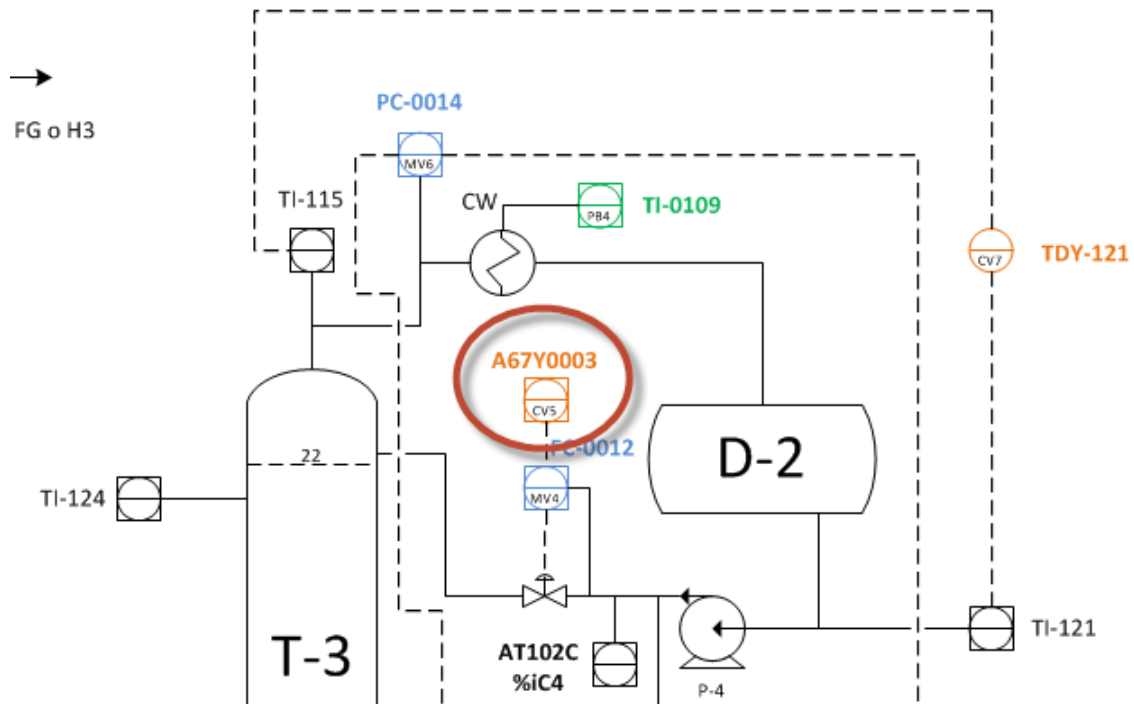 PC-0014
MV6
FG o H3
TI-115
CW
PB4
TI-0109
CV7
TDY-121
A67Y0003
CV5
FC-0012
22
D-2
TI-124
MV4
T-3
AT102C
%iC4
P-4
TI-121